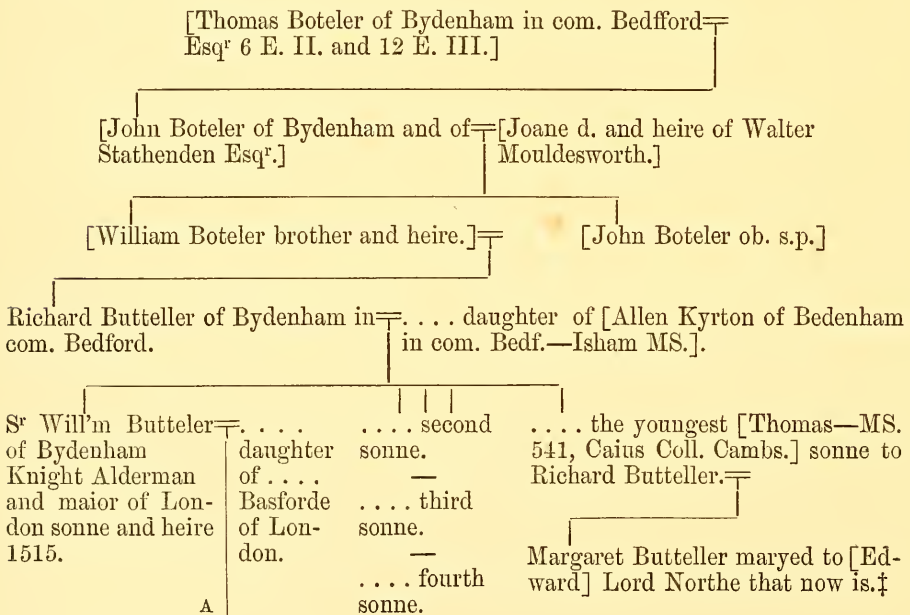 [Thomas Boteler of Bydenham in com. Bedfford
Esqʳ 6 E. II. and 12 E. III.]
[John Boteler of Bydenham and of
Stathenden Esqʳ.]
[Joane d. and heire of Walter
Mouldesworth.]
[William Boteler brother and heire.]
[John Boteler ob. s.p.]
Richard Butteller of Bydenham in
com. Bedford.
. . . . daughter of [Allen Kyrton of Bedenham
in com. Bedf.—Isham MS.].
Sʳ Will'm Butteler
of Bydenham
Knight Alderman
and maior of Lon-
don sonne and heire
1515.
A
. . . .
daughter
of . . . .
Basforde
of Lon-
don.
. . . . second
sonne.
—
. . . . third
sonne.
—
. . . . fourth
sonne.
. . . . the youngest [Thomas—MS.
541, Caius Coll. Cambs.] sonne to
Richard Butteller.
Margaret Butteller maryed to [Ed-
ward] Lord Northe that now is.‡